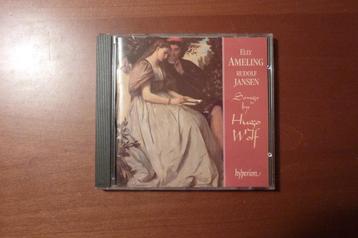 ELLY
AMELING
RUDOLF
JANSEN
Songs
by
Hugo
Wolf
hyperion